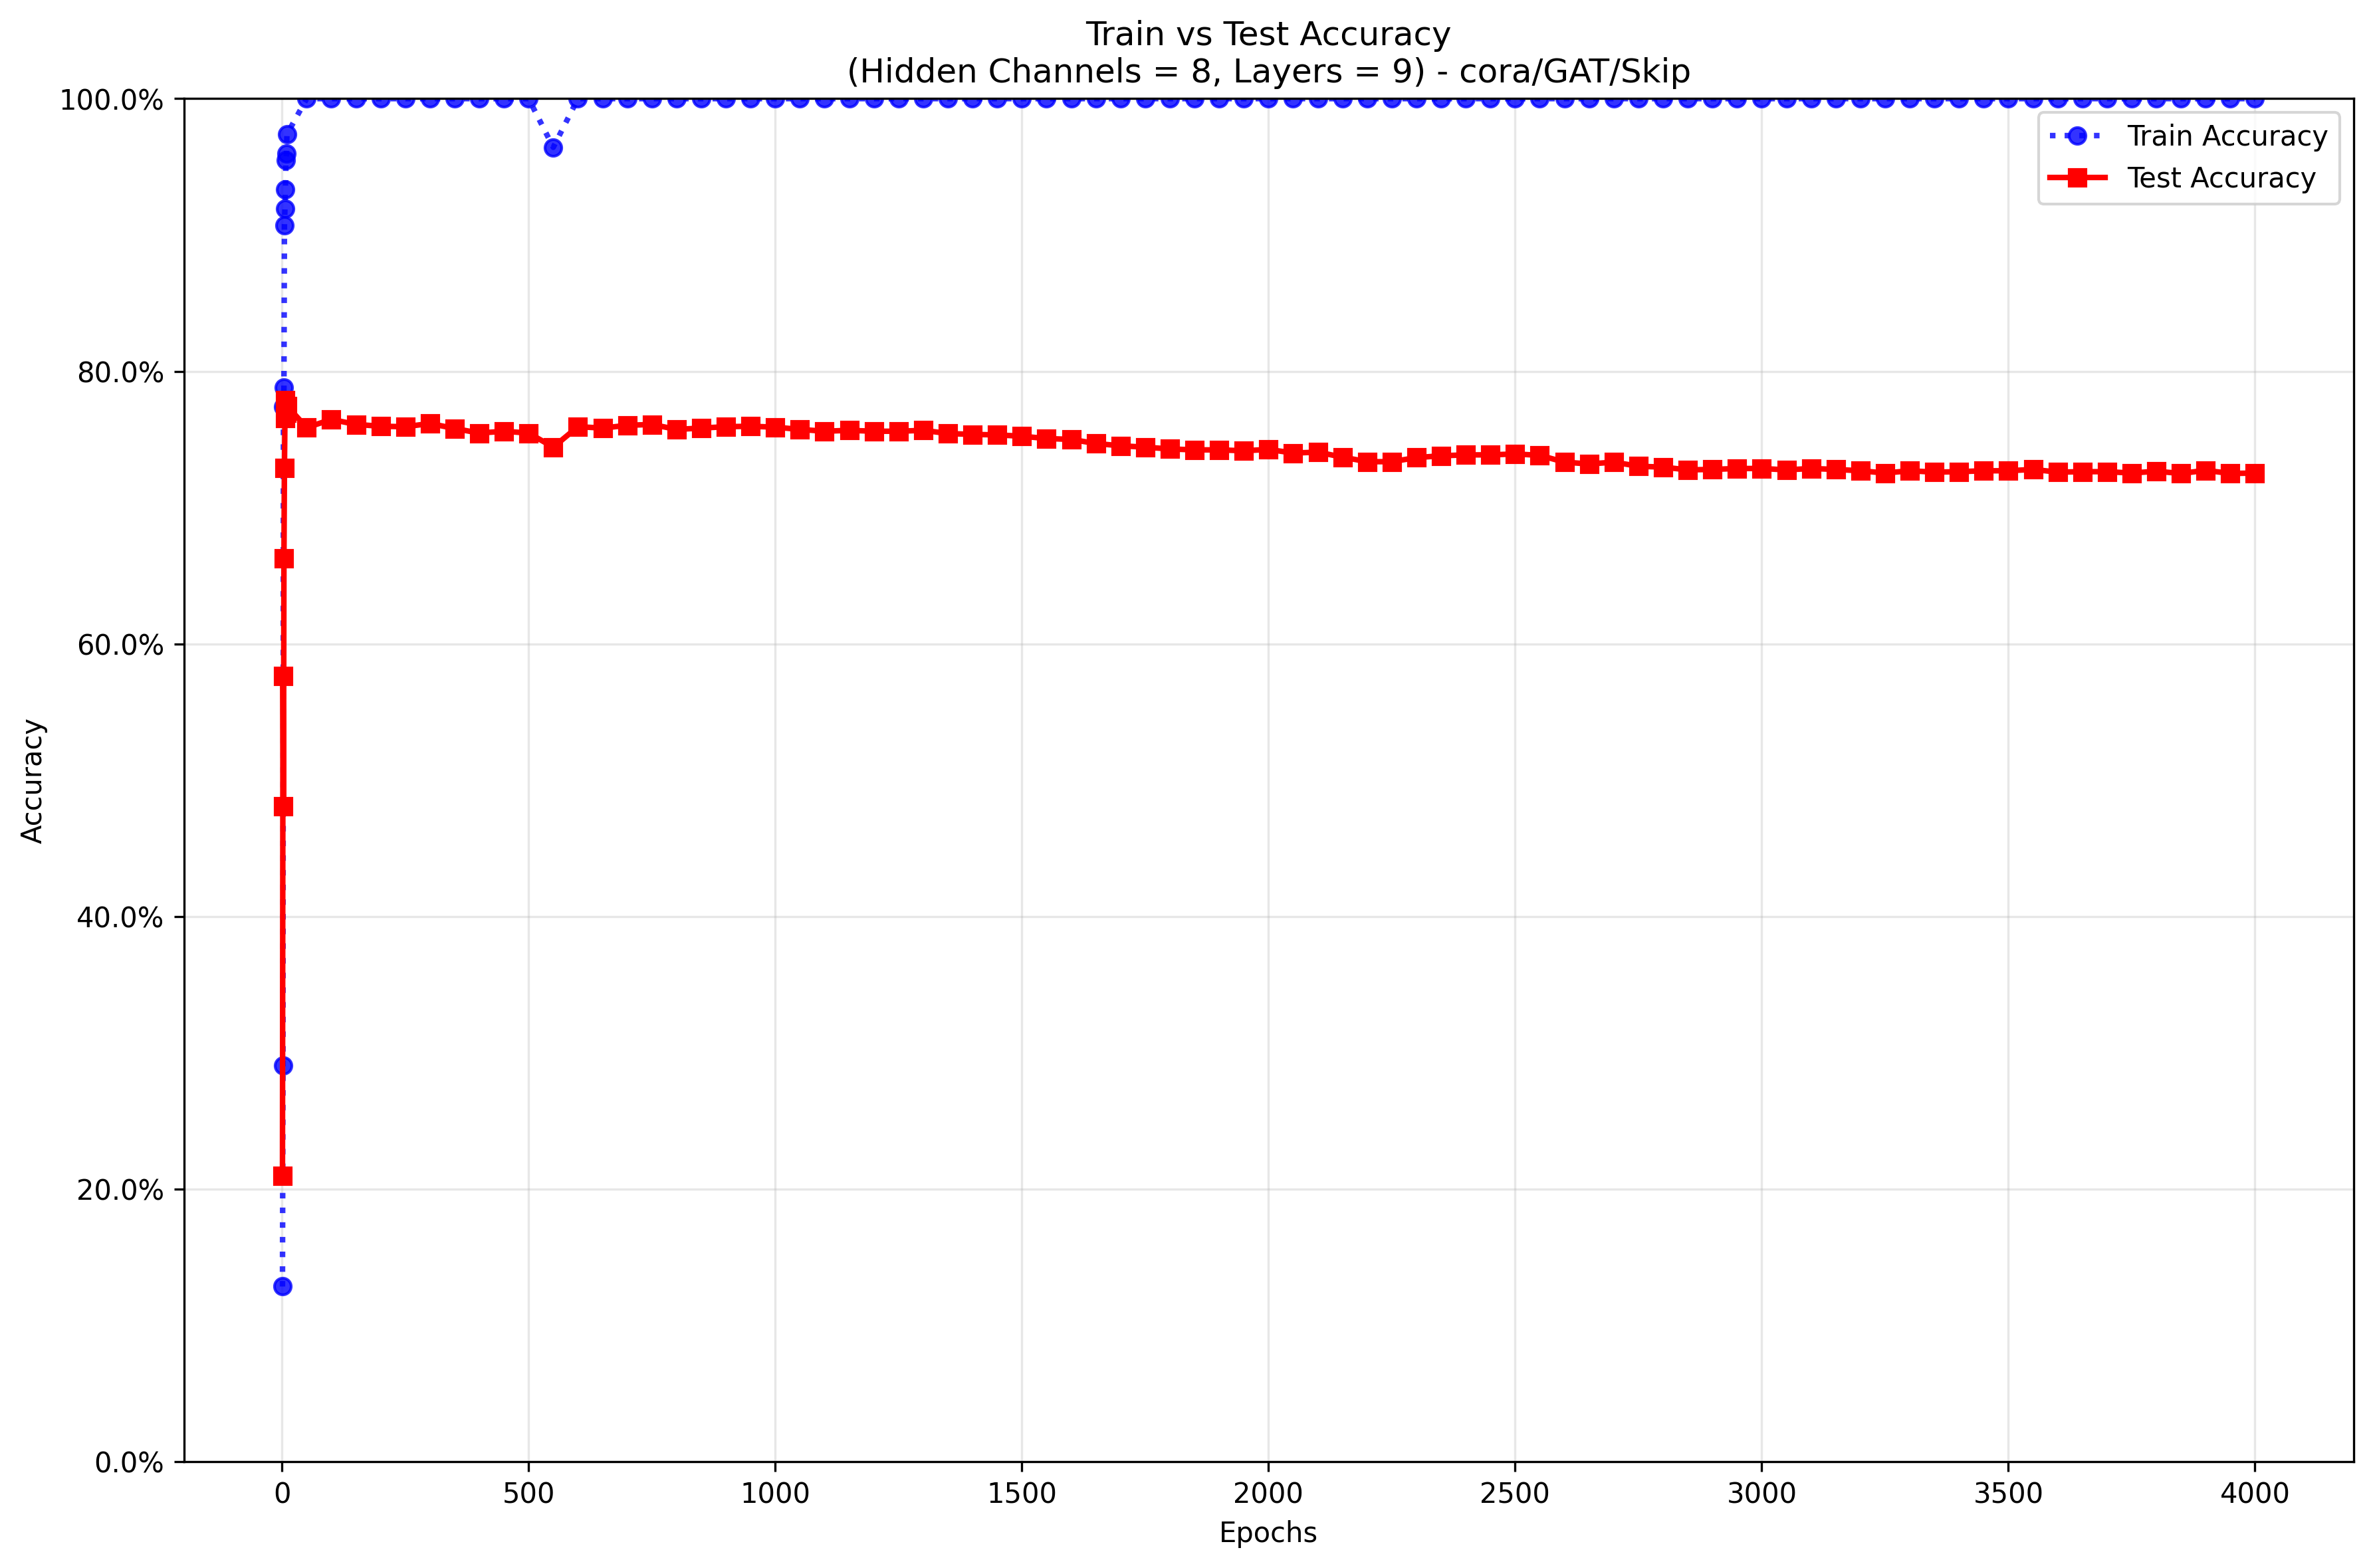 Train vs Test Accuracy
(Hidden Channels = 8, Layers = 9) - cora/GAT/Skip
100.0%
80.0%
60.0%
40.0%
20.0%
0.0%
Accuracy
Train Accuracy
Test Accuracy
0 500 1000 1500 2000 2500 3000 3500 4000
Epochs